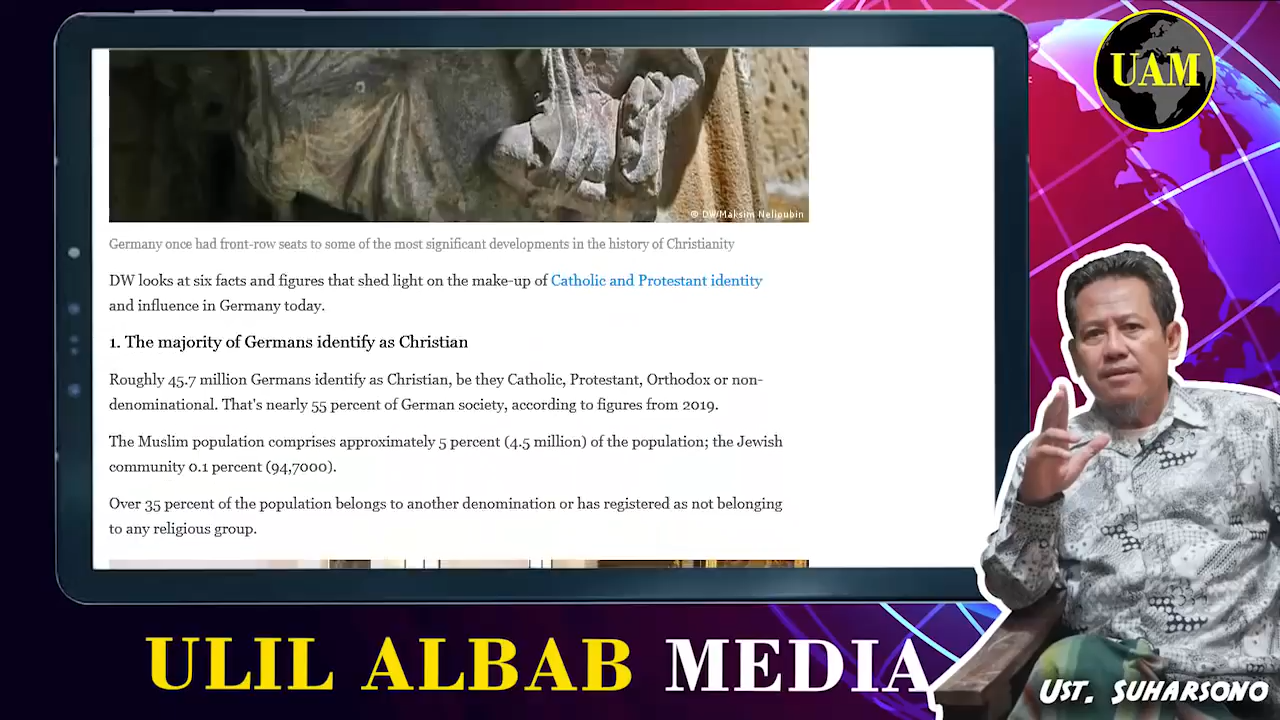 UAM
© DW/Maksim Nelioubin
Germany once had front-row seats to some of the most significant developments in the history of Christianity
DW looks at six facts and figures that shed light on the make-up of Catholic and Protestant identity
and influence in Germany today.
1. The majority of Germans identify as Christian
Roughly 45.7 million Germans identify as Christian, be they Catholic, Protestant, Orthodox or non-
denominational. That's nearly 55 percent of German society, according to figures from 2019.
The Muslim population comprises approximately 5 percent (4.5 million) of the population; the Jewish
community 0.1 percent (94,7000).
Over 35 percent of the population belongs to another denomination or has registered as not belonging
to any religious group.
ULIL ALBAB MEDIA
UST. SUHARSONO